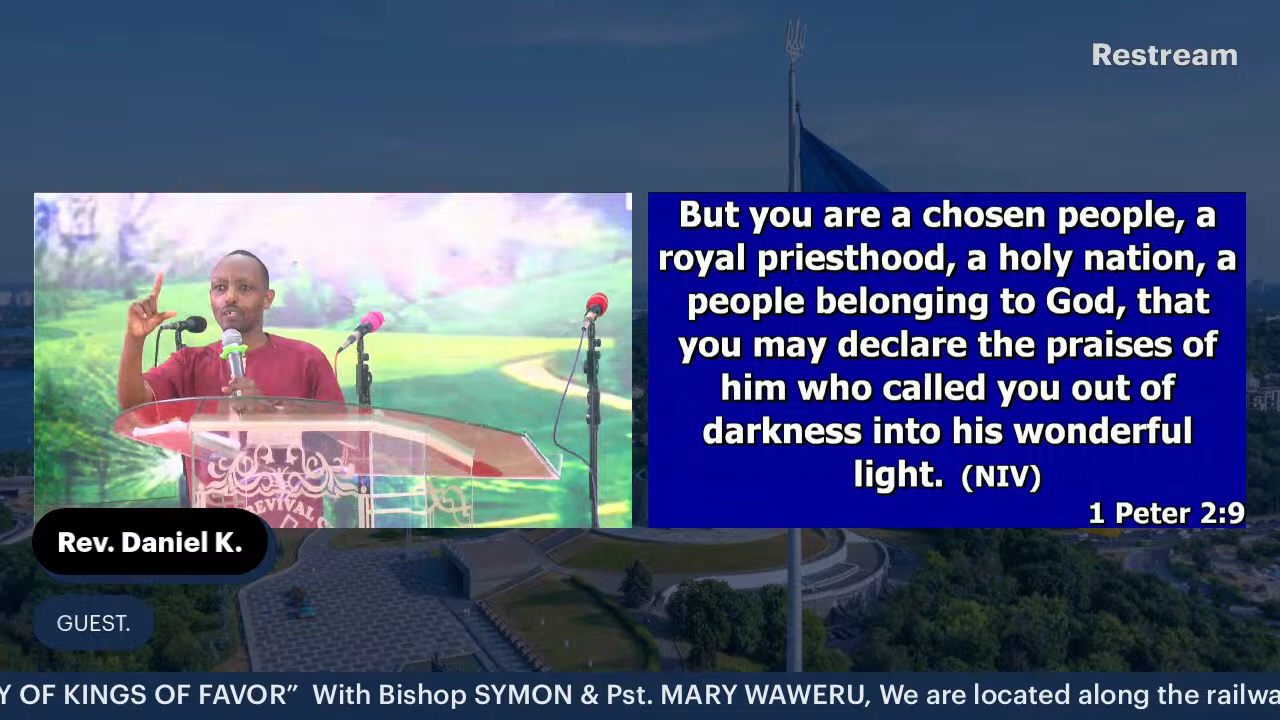 Restream
But you are a chosen people, a
royal priesthood, a holy nation, a
people belonging to God, that
you may declare the praises of
him who called you out of
darkness into his wonderful
light. (NIV)
1 Peter 2:9
REVIVAL C
Rev. Daniel K.
GUEST.
Y OF KINGS OF FAVOR” With Bishop SYMON & Pst. MARY WAWERU, We are located along the railwa